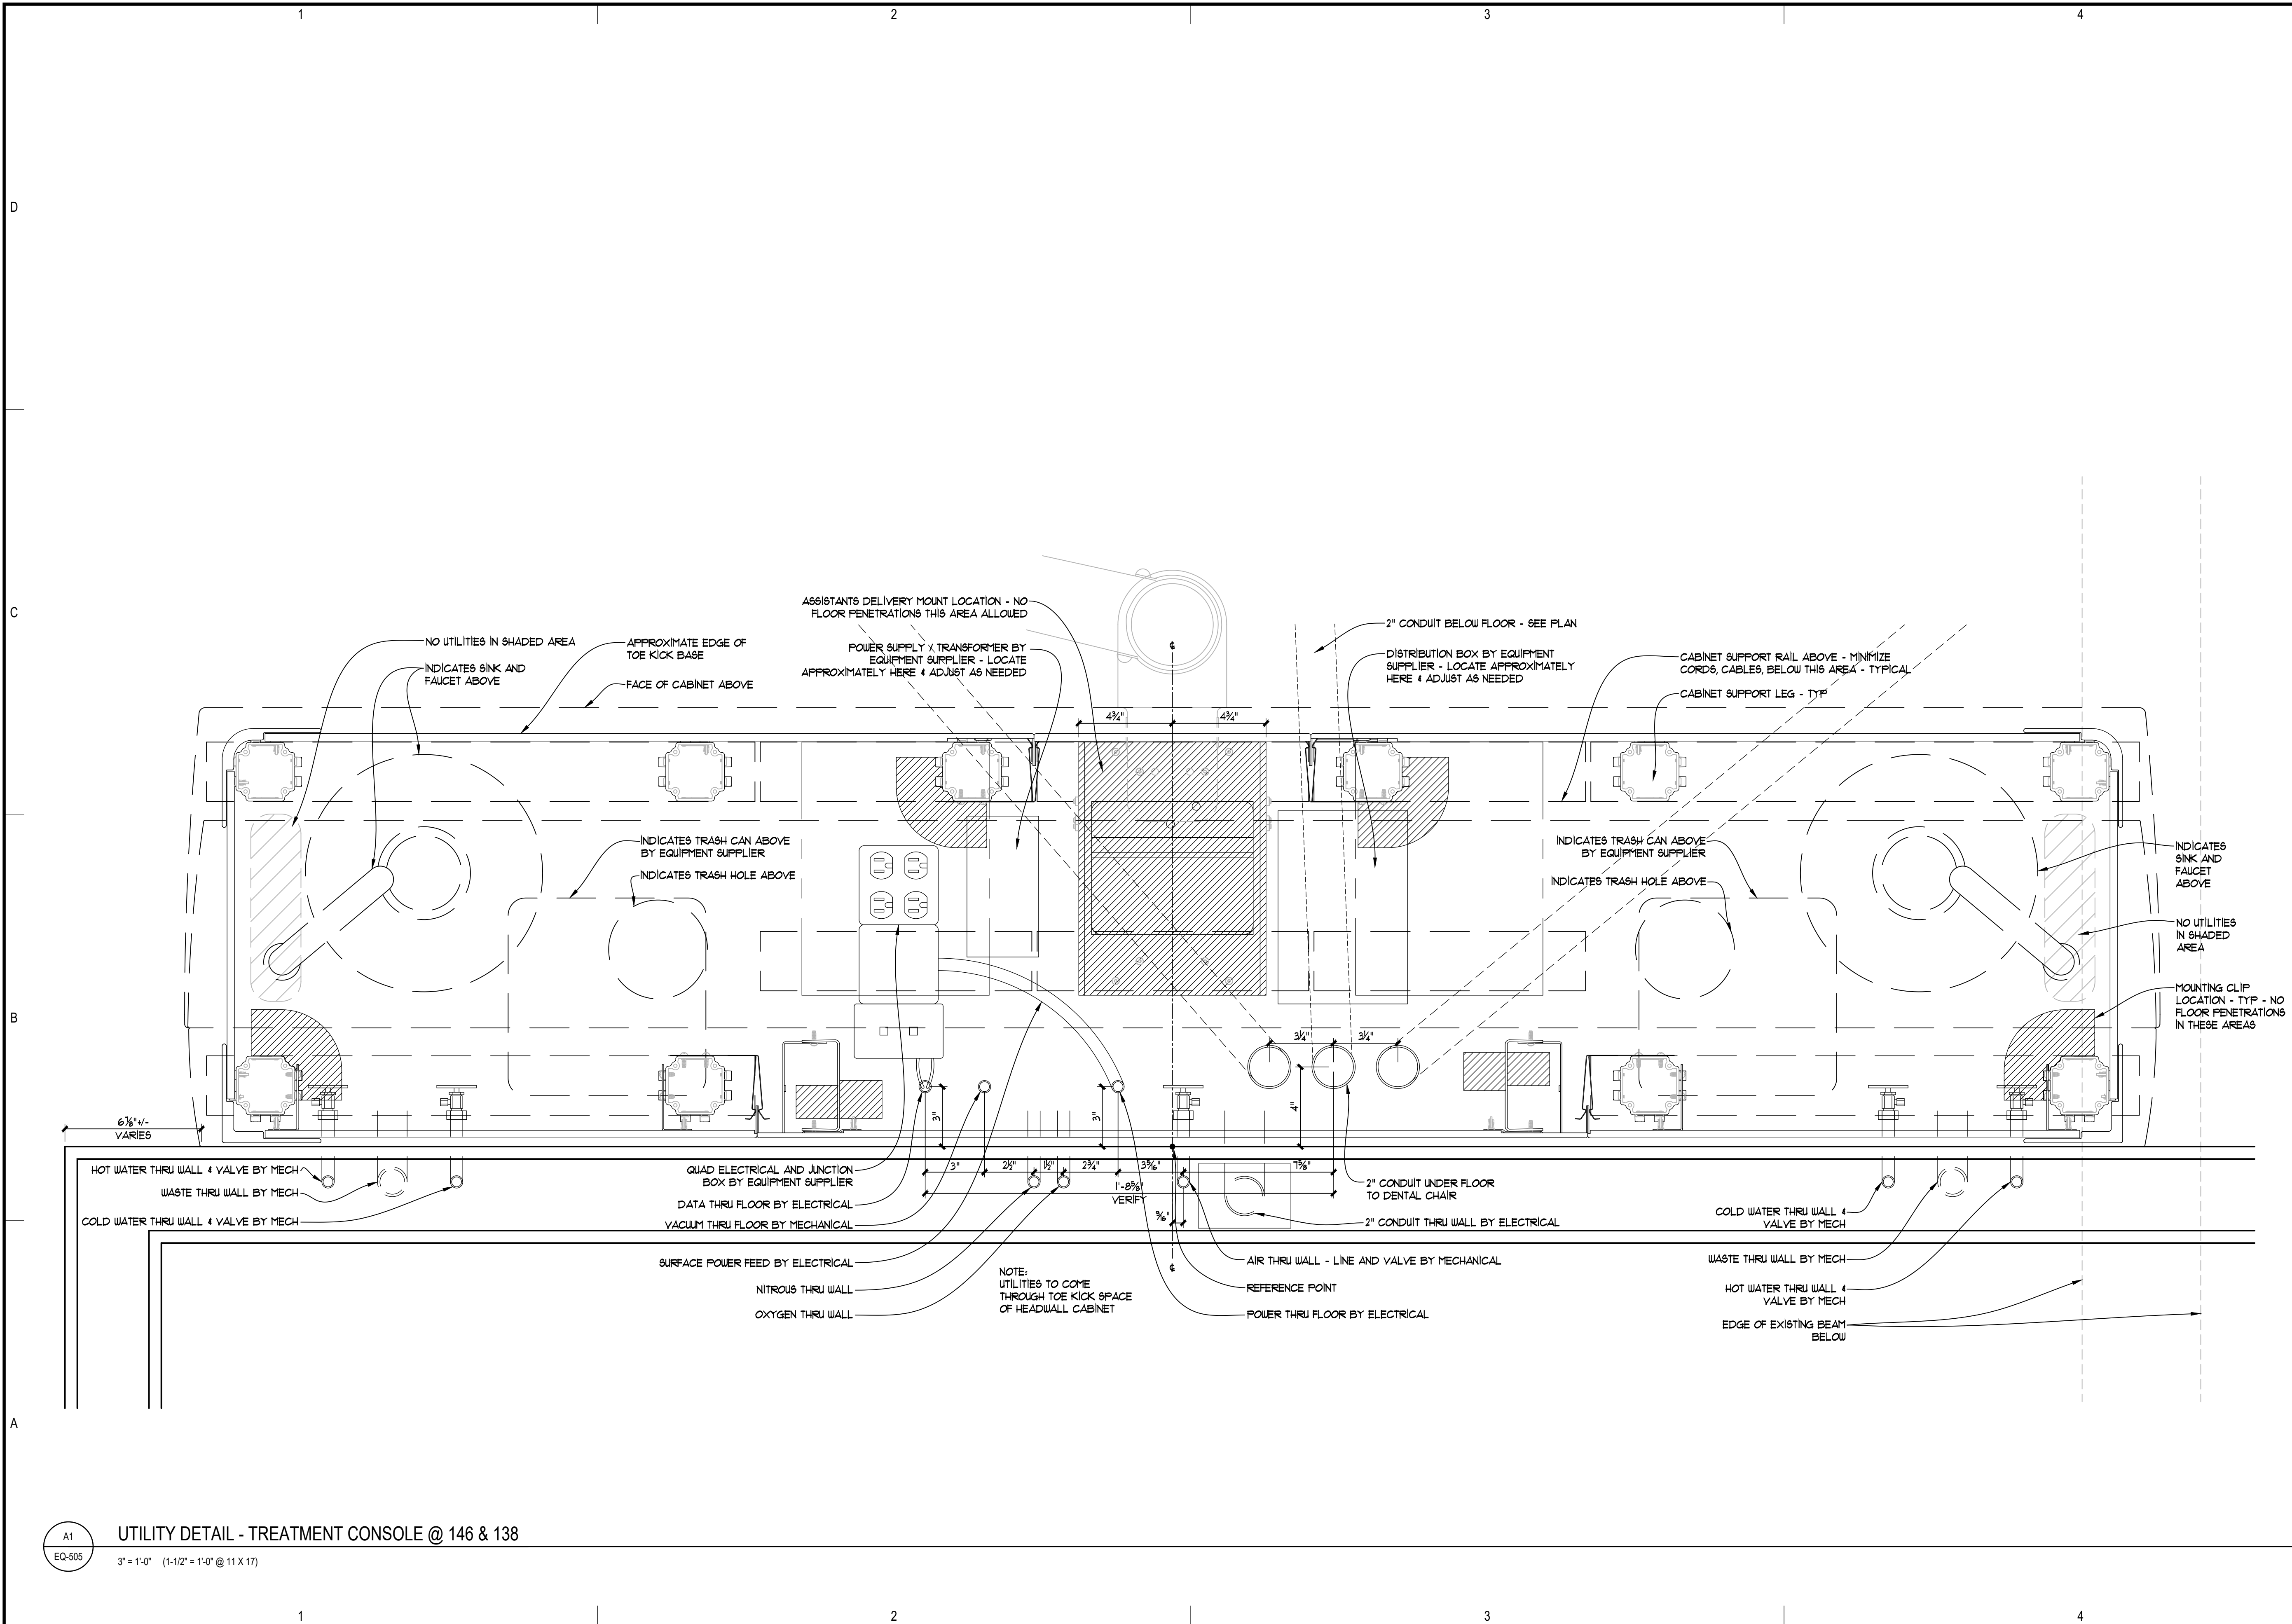 1
2
3
4
D
C
B
A
ASSISTANTS DELIVERY MOUNT LOCATION - NO
FLOOR PENETRATIONS THIS AREA ALLOWED
POWER SUPPLY / TRANSFORMER BY
EQUIPMENT SUPPLIER - LOCATE
APPROXIMATELY HERE & ADJUST AS NEEDED
NO UTILITIES IN SHADED AREA
INDICATES SINK AND
FAUCET ABOVE
APPROXIMATE EDGE OF
TOE KICK BASE
FACE OF CABINET ABOVE
2" CONDUIT BELOW FLOOR - SEE PLAN
DISTRIBUTION BOX BY EQUIPMENT
SUPPLIER - LOCATE APPROXIMATELY
HERE & ADJUST AS NEEDED
CABINET SUPPORT RAIL ABOVE - MINIMIZE
CORDS, CABLES, BELOW THIS AREA - TYPICAL
CABINET SUPPORT LEG - TYP
4¾"
4¾"
INDICATES TRASH CAN ABOVE
BY EQUIPMENT SUPPLIER
INDICATES TRASH HOLE ABOVE
INDICATES TRASH CAN ABOVE
BY EQUIPMENT SUPPLIER
INDICATES TRASH HOLE ABOVE
INDICATES
SINK AND
FAUCET
ABOVE
NO UTILITIES
IN SHADED
AREA
MOUNTING CLIP
LOCATION - TYP - NO
FLOOR PENETRATIONS
IN THESE AREAS
3¼"
3¼"
3"
3"
4"
6⅞"+/-
VARIES
3"
2½"
1½"
2¾"
3⁵⁄₁₆"
7⅝"
1'-8⅝"
VERIFY
⁹⁄₁₆"
HOT WATER THRU WALL & VALVE BY MECH
WASTE THRU WALL BY MECH
COLD WATER THRU WALL & VALVE BY MECH
QUAD ELECTRICAL AND JUNCTION
BOX BY EQUIPMENT SUPPLIER
DATA THRU FLOOR BY ELECTRICAL
VACUUM THRU FLOOR BY MECHANICAL
SURFACE POWER FEED BY ELECTRICAL
NITROUS THRU WALL
OXYGEN THRU WALL
NOTE:
UTILITIES TO COME
THROUGH TOE KICK SPACE
OF HEADWALL CABINET
2" CONDUIT UNDER FLOOR
TO DENTAL CHAIR
2" CONDUIT THRU WALL BY ELECTRICAL
AIR THRU WALL - LINE AND VALVE BY MECHANICAL
REFERENCE POINT
POWER THRU FLOOR BY ELECTRICAL
COLD WATER THRU WALL &
VALVE BY MECH
WASTE THRU WALL BY MECH
HOT WATER THRU WALL &
VALVE BY MECH
EDGE OF EXISTING BEAM
BELOW
A1
EQ-505
UTILITY DETAIL - TREATMENT CONSOLE @ 146 & 138
3" = 1'-0" (1-1/2" = 1'-0" @ 11 X 17)
1
2
3
4